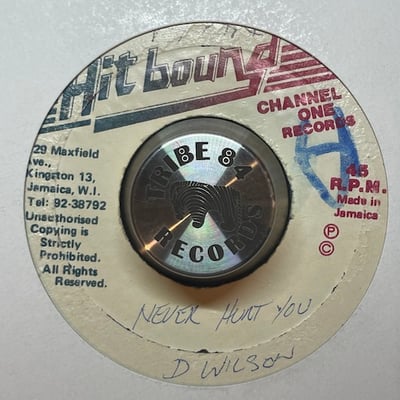 Hit bound
CHANNEL
ONE
RECORDS
29 Maxfield
Ave.,
Kingston 13,
Jamaica, W.I.
Tel: 92-38792
Unauthorised
Copying is
Strictly
Prohibited.
All Rights
Reserved.
45
R.P.M.
Made in
Jamaica
Ⓟ
©
TRIBE 84
RECORDS
NEVER HURT YOU
D WILSON